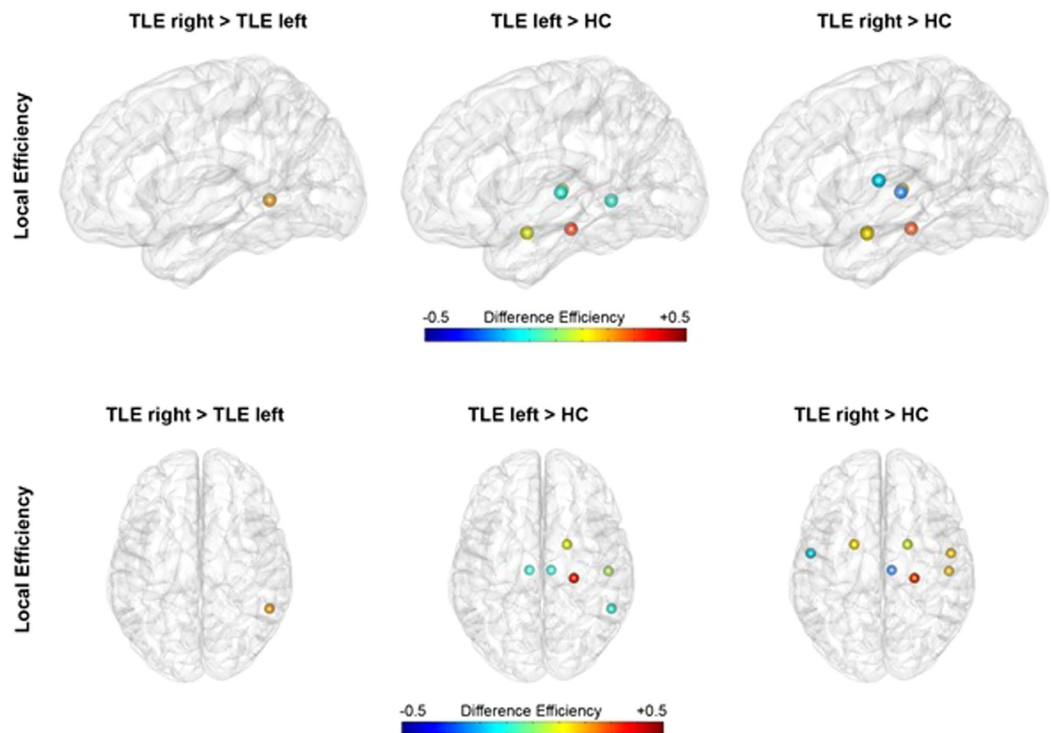 TLE right > TLE left
TLE left > HC
TLE right > HC
Local Efficiency
-0.5 Difference Efficiency +0.5
TLE right > TLE left
TLE left > HC
TLE right > HC
Local Efficiency
-0.5 Difference Efficiency +0.5